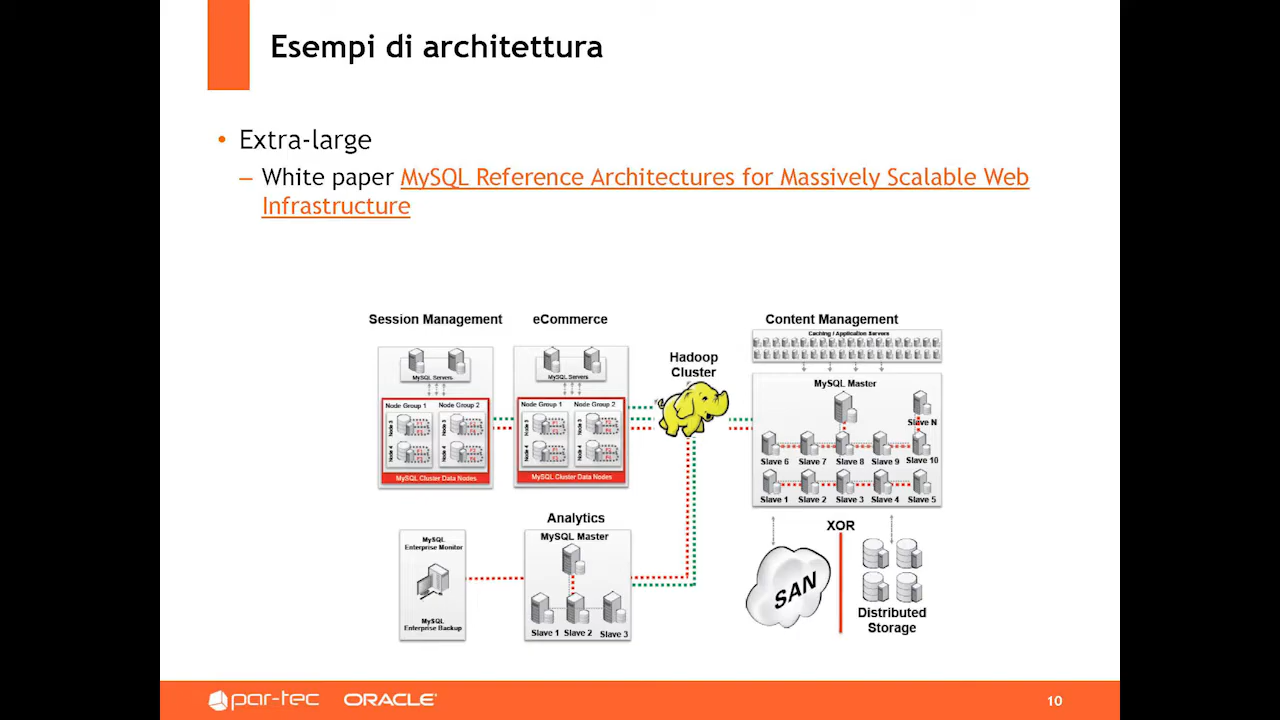 Esempi di architettura
• Extra-large
– White paper MySQL Reference Architectures for Massively Scalable Web
Infrastructure
Session Management
eCommerce
Content Management
Caching / Application Servers
MySQL Servers
MySQL Servers
Hadoop
Cluster
MySQL Master
Node Group 1
Node Group 2
Node Group 1
Node Group 2
Slave N
Slave 6
Slave 7
Slave 8
Slave 9
Slave 10
MySQL Cluster Data Nodes
MySQL Cluster Data Nodes
Slave 1
Slave 2
Slave 3
Slave 4
Slave 5
Analytics
XOR
MySQL
Enterprise Monitor
MySQL Master
SAN
MySQL
Enterprise Backup
Slave 1
Slave 2
Slave 3
Distributed
Storage
par-tec
ORACLE
10